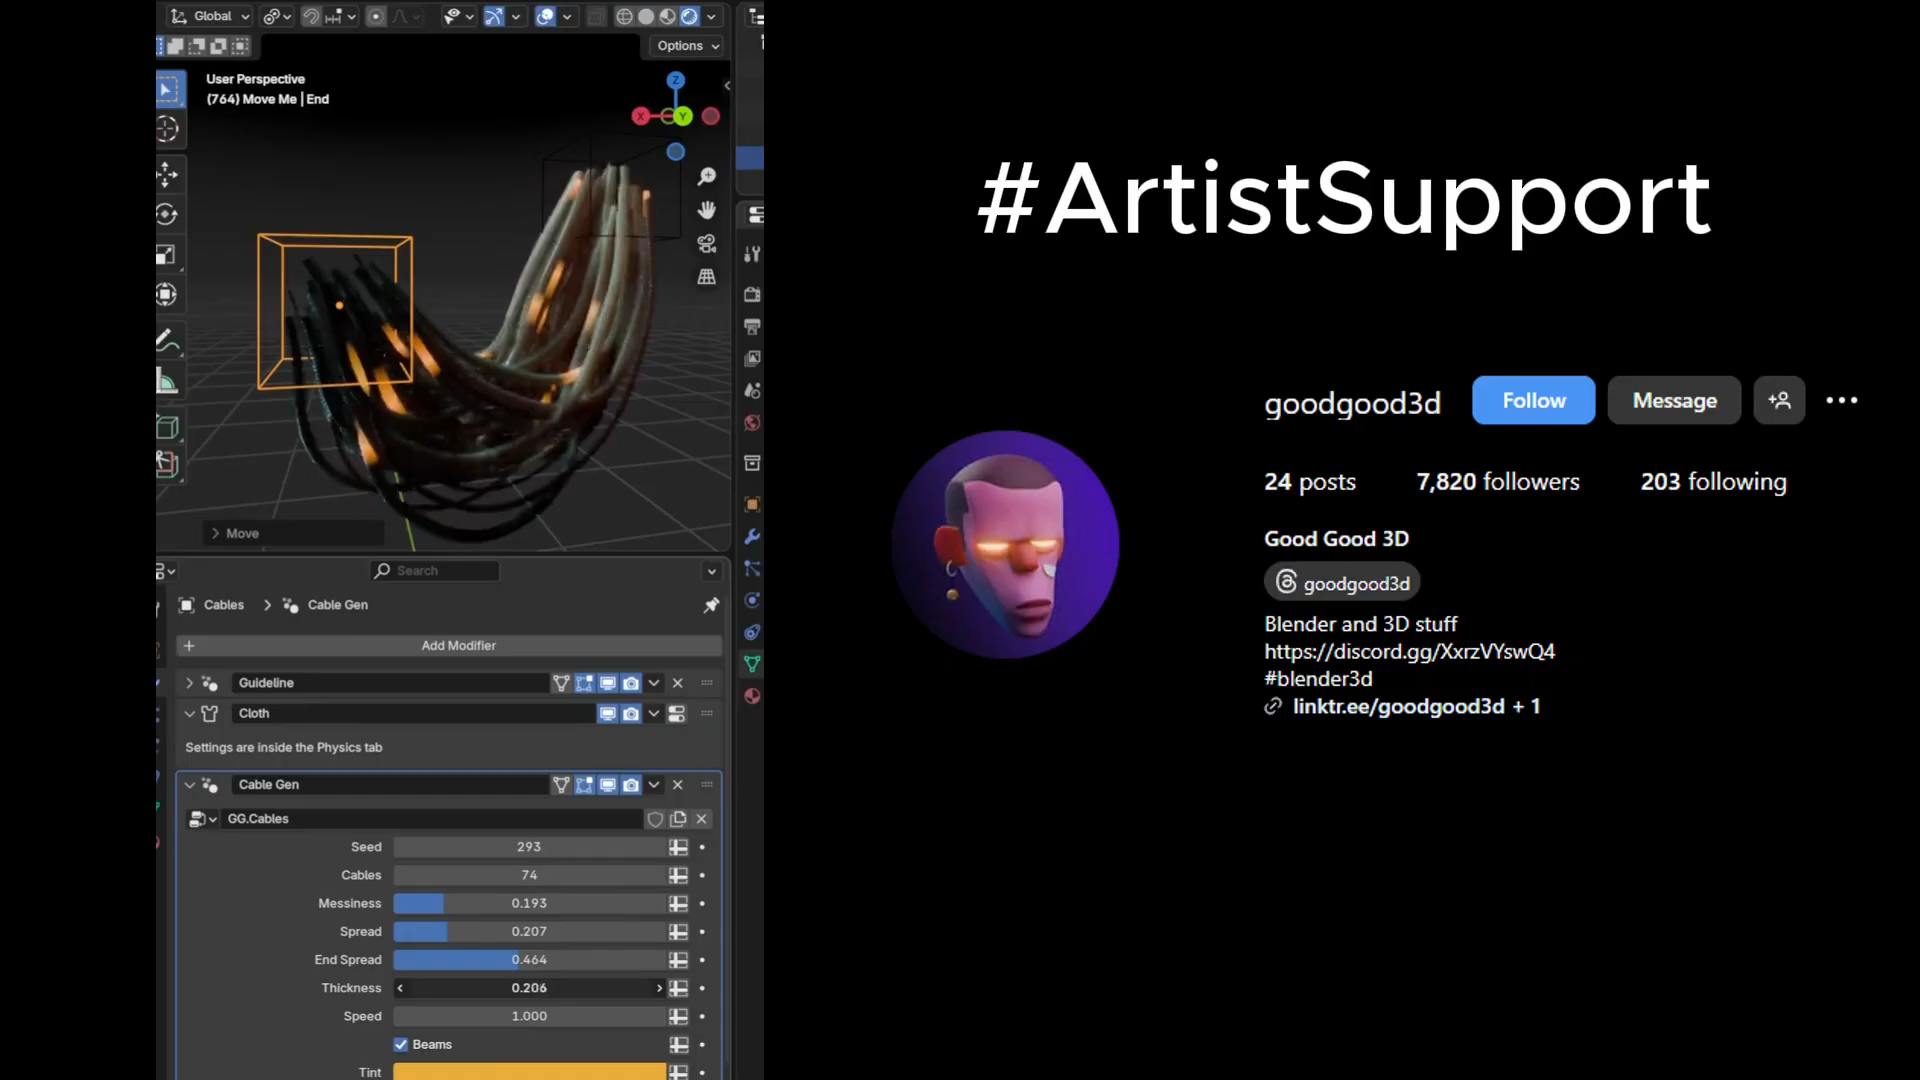 Global
Options
User Perspective
(764) Move Me | End
Z
X
Y
Move
Search
Cables > Cable Gen
Add Modifier
Guideline
Cloth
Settings are inside the Physics tab
Cable Gen
GG.Cables
Seed 293
Cables 74
Messiness 0.193
Spread 0.207
End Spread 0.464
Thickness 0.206
Speed 1.000
Beams
Tint
#ArtistSupport
goodgood3d Follow Message
24 posts 7,820 followers 203 following
Good Good 3D
goodgood3d
Blender and 3D stuff
https://discord.gg/XxrzVYswQ4
#blender3d
linktr.ee/goodgood3d + 1